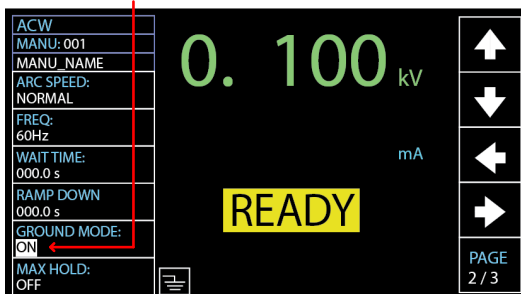 ACW
MANU: 001
MANU_NAME
ARC SPEED:
NORMAL
FREQ:
60Hz
WAIT TIME:
000.0 s
RAMP DOWN
000.0 s
GROUND MODE:
ON
MAX HOLD:
OFF
0. 100 kV
mA
READY
PAGE
2/3